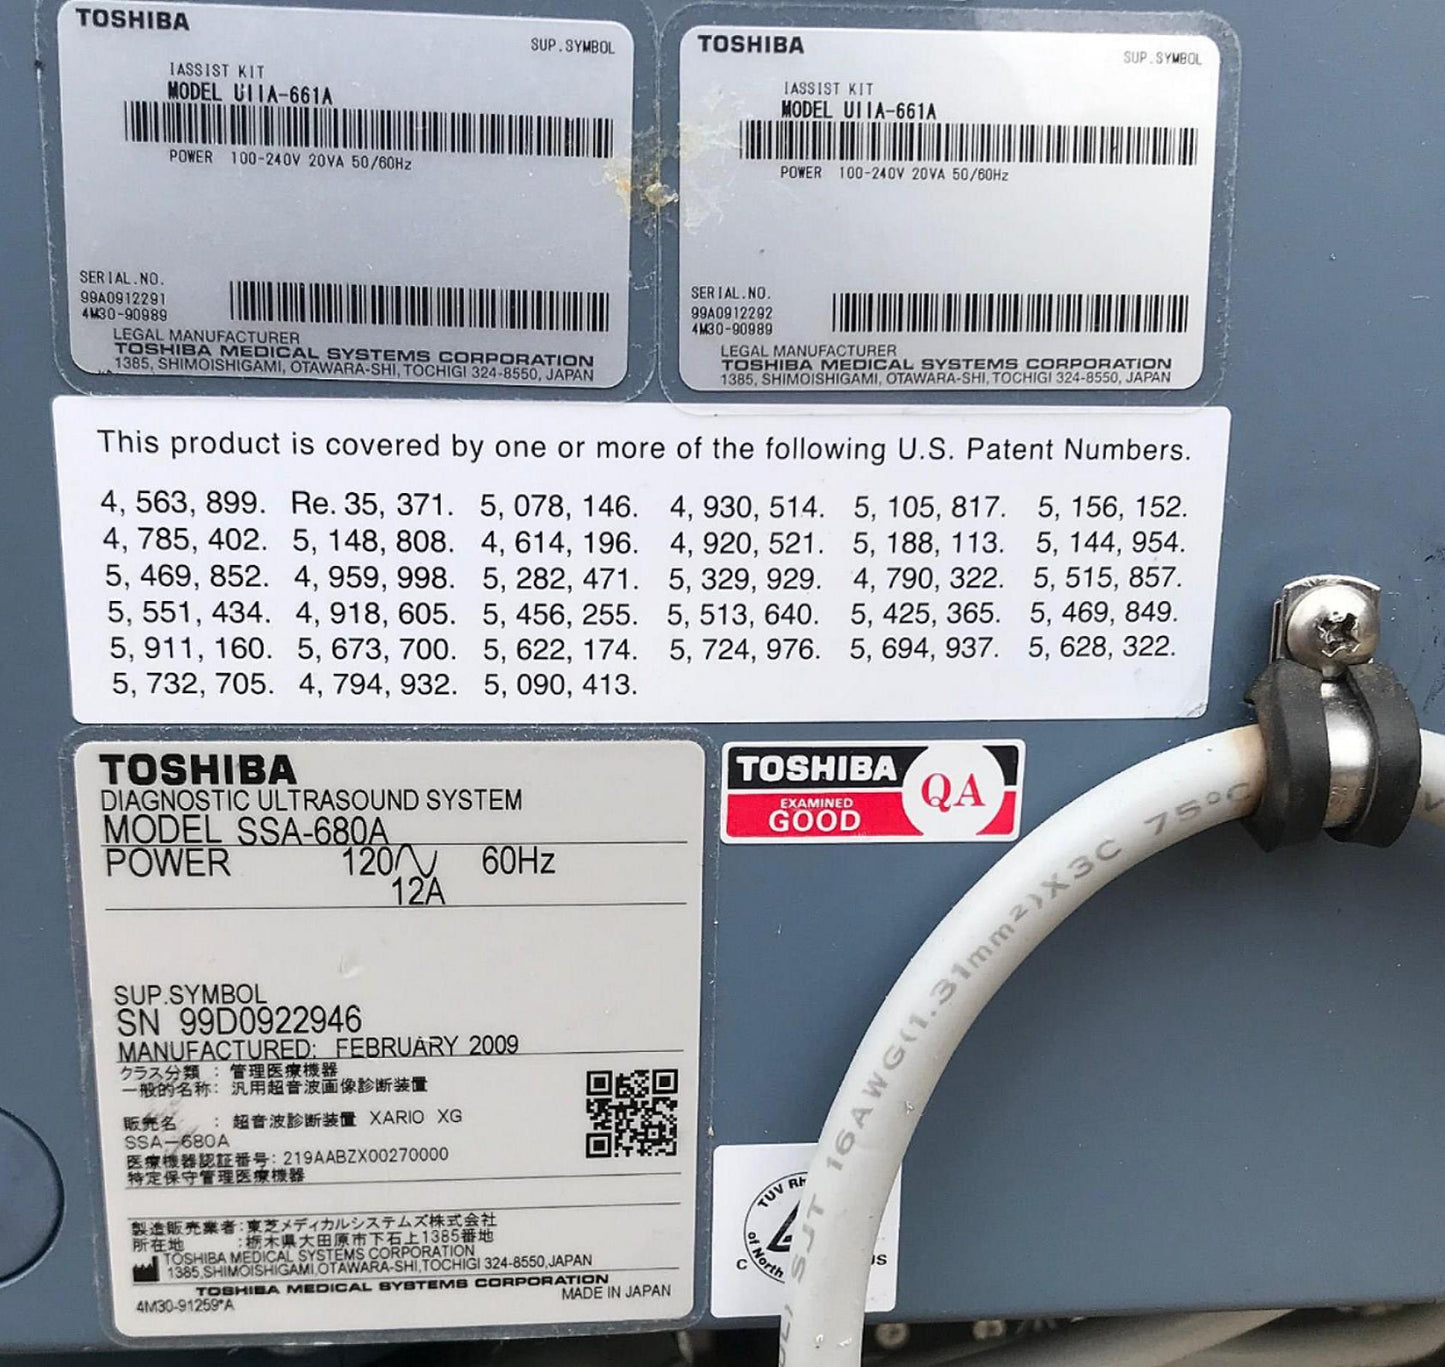 TOSHIBA
SUP.SYMBOL
IASSIST KIT
MODEL UIIA-661A
POWER 100-240V 20VA 50/60Hz
SERIAL.NO.
99A0912291
4M30-90989
LEGAL MANUFACTURER
TOSHIBA MEDICAL SYSTEMS CORPORATION
1385, SHIMOISHIGAMI, OTAWARA-SHI, TOCHIGI 324-8550, JAPAN
TOSHIBA
SUP.SYMBOL
IASSIST KIT
MODEL UIIA-661A
POWER 100-240V 20VA 50/60Hz
SERIAL.NO.
99A0912292
4M30-90989
LEGAL MANUFACTURER
TOSHIBA MEDICAL SYSTEMS CORPORATION
1385, SHIMOISHIGAMI, OTAWARA-SHI, TOCHIGI 324-8550, JAPAN
This product is covered by one or more of the following U.S. Patent Numbers.
4, 563, 899. Re. 35, 371. 5, 078, 146. 4, 930, 514. 5, 105, 817. 5, 156, 152.
4, 785, 402. 5, 148, 808. 4, 614, 196. 4, 920, 521. 5, 188, 113. 5, 144, 954.
5, 469, 852. 4, 959, 998. 5, 282, 471. 5, 329, 929. 4, 790, 322. 5, 515, 857.
5, 551, 434. 4, 918, 605. 5, 456, 255. 5, 513, 640. 5, 425, 365. 5, 469, 849.
5, 911, 160. 5, 673, 700. 5, 622, 174. 5, 724, 976. 5, 694, 937. 5, 628, 322.
5, 732, 705. 4, 794, 932. 5, 090, 413.
TOSHIBA
DIAGNOSTIC ULTRASOUND SYSTEM
MODEL SSA-680A
POWER 120 60Hz
12A
SUP.SYMBOL
SN 99D0922946
MANUFACTURED: FEBRUARY 2009
クラス分類 : 管理医療機器
一般的名称: 汎用超音波画像診断装置
販売名 : 超音波診断装置 XARIO XG
SSA-680A
医療機器認証番号: 219AABZX00270000
特定保守管理医療機器
製造販売業者:東芝メディカルシステムズ株式会社
所在地 :栃木県大田原市下石上1385番地
TOSHIBA MEDICAL SYSTEMS CORPORATION
1385,SHIMOISHIGAMI,OTAWARA-SHI,TOCHIGI 324-8550,JAPAN
TOSHIBA MEDICAL SYSTEMS CORPORATION
MADE IN JAPAN
4M30-91259*A
TOSHIBA
EXAMINED
GOOD
QA
SJT 16AWG(1.31mm²)X3C 75°C
TUV Rh
of North
C
US